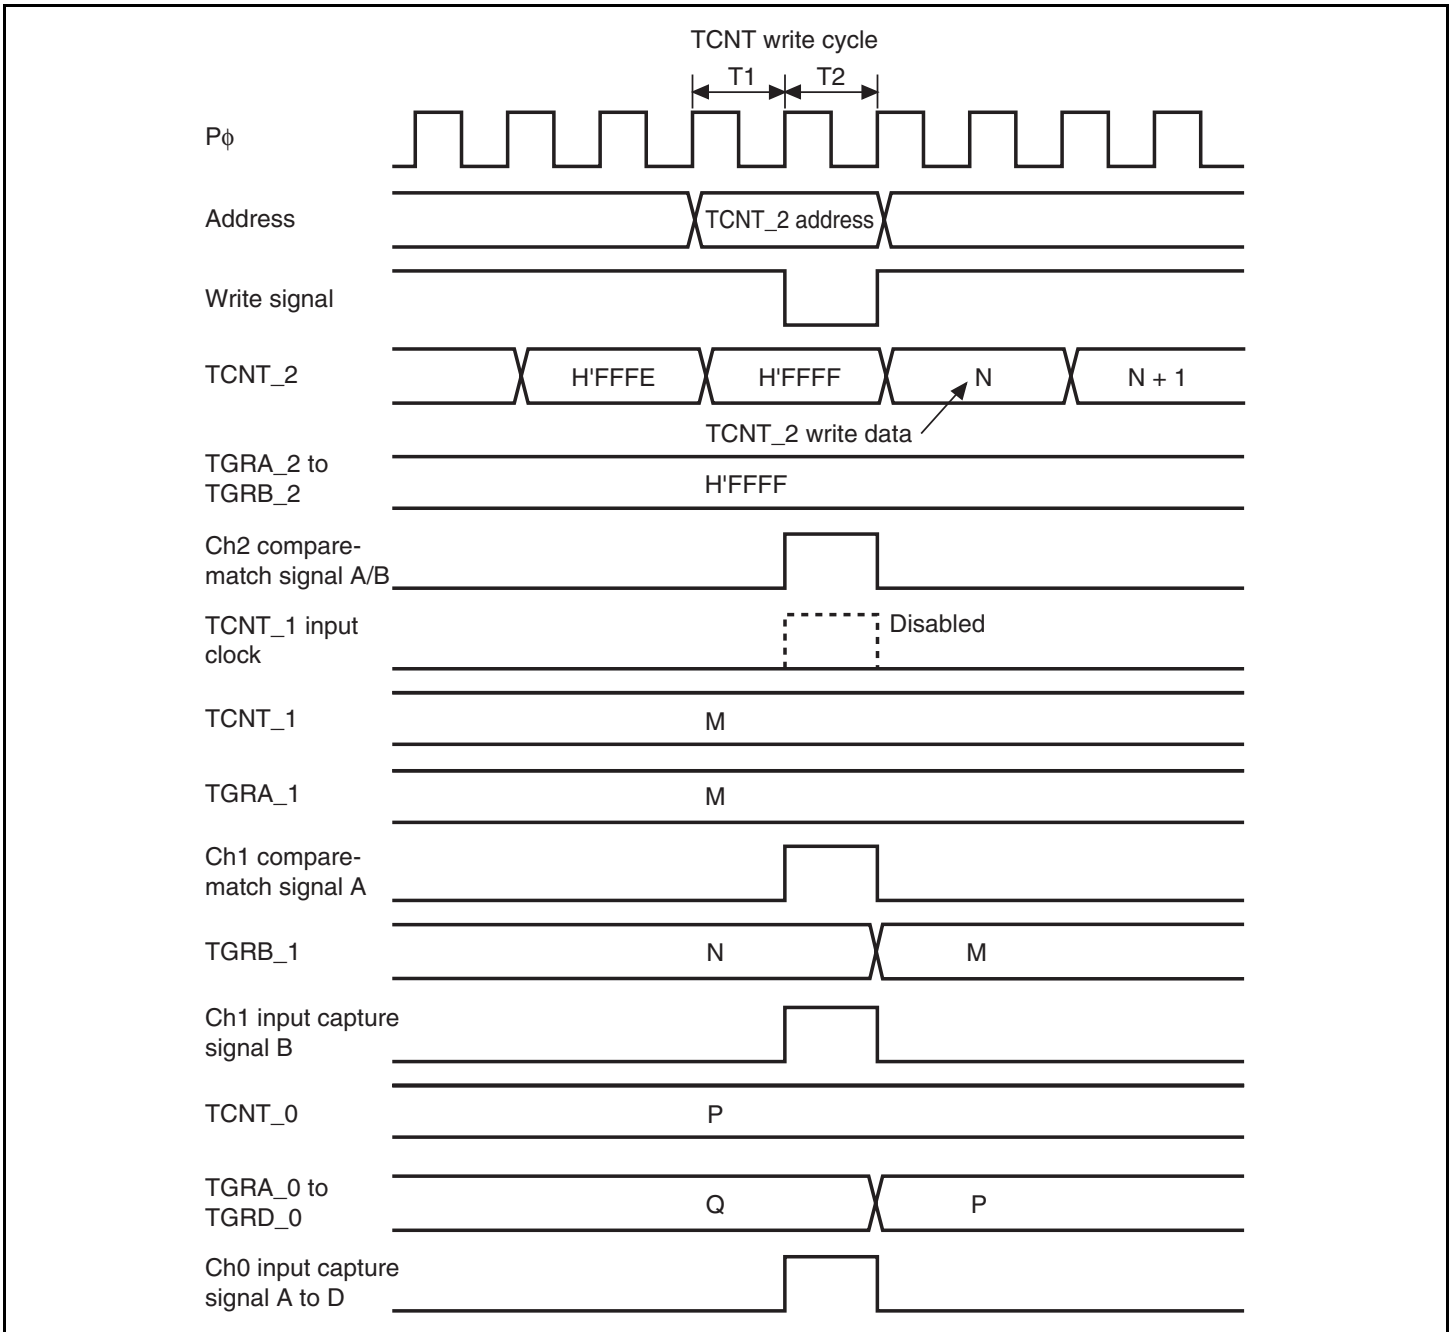 TCNT write cycle
T1 T2
Pϕ
Address
TCNT_2 address
Write signal
TCNT_2
H'FFFE H'FFFF N N + 1
TCNT_2 write data
TGRA_2 to
TGRB_2
H'FFFF
Ch2 compare-
match signal A/B
TCNT_1 input
clock
Disabled
TCNT_1
M
TGRA_1
M
Ch1 compare-
match signal A
TGRB_1
N M
Ch1 input capture
signal B
TCNT_0
P
TGRA_0 to
TGRD_0
Q P
Ch0 input capture
signal A to D